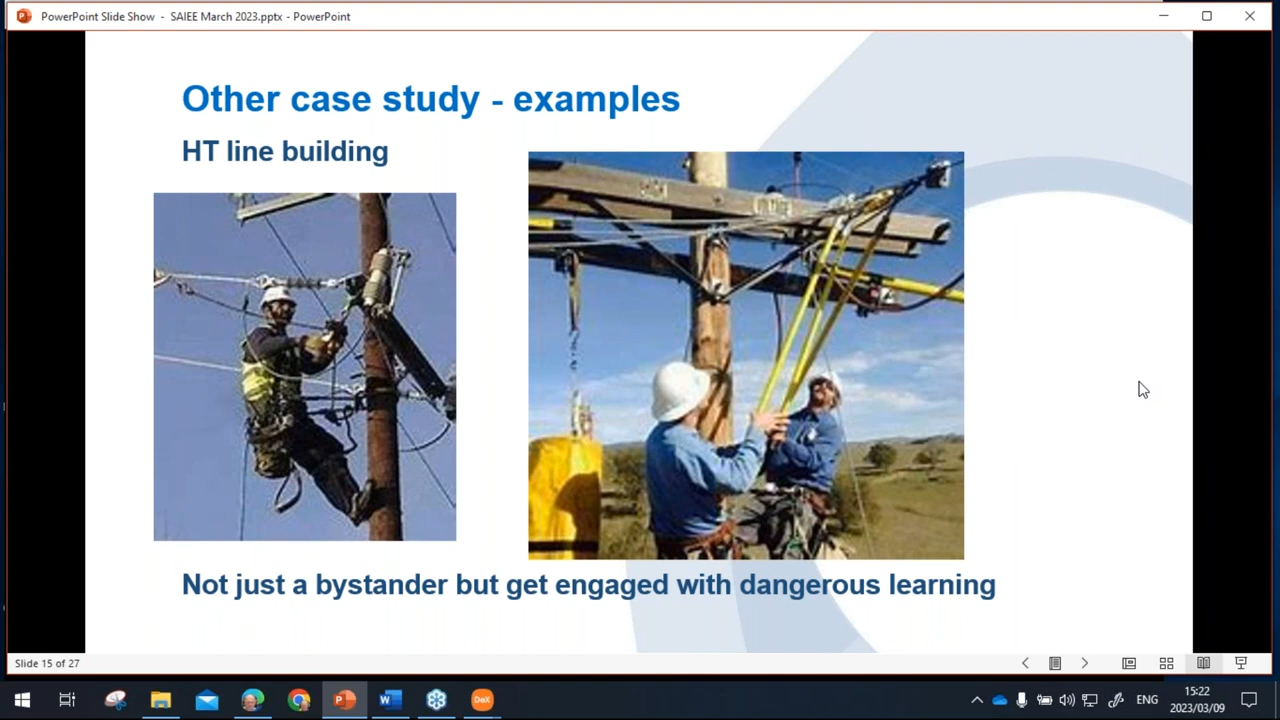 PowerPoint Slide Show - SAIEE March 2023.pptx - PowerPoint
Other case study - examples
HT line building
Not just a bystander but get engaged with dangerous learning
Slide 15 of 27
DeX
ENG
15:22
2023/03/09